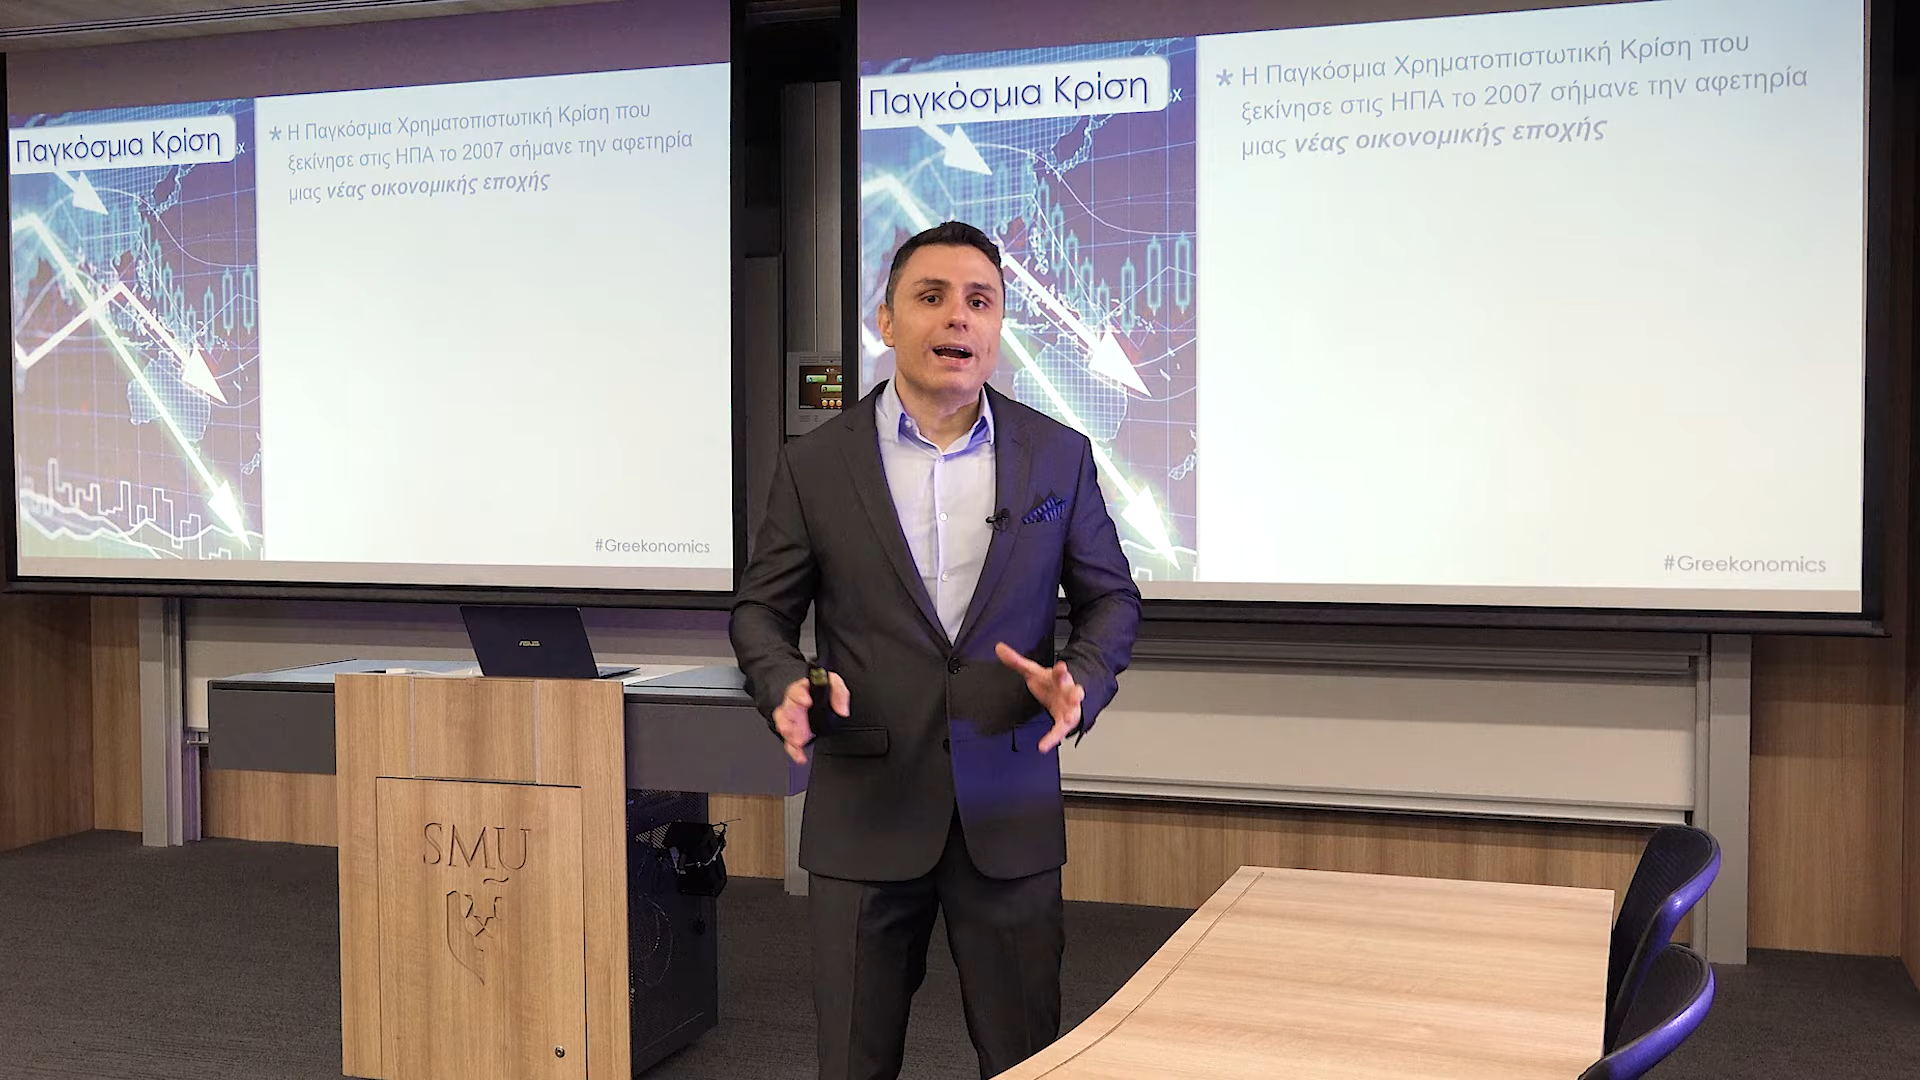 Παγκόσμια Κρίση
* Η Παγκόσμια Χρηματοπιστωτική Κρίση που
ξεκίνησε στις ΗΠΑ το 2007 σήμανε την αφετηρία
μιας νέας οικονομικής εποχής
#Greekonomics
Παγκόσμια Κρίση
ex
* Η Παγκόσμια Χρηματοπιστωτική Κρίση που
ξεκίνησε στις ΗΠΑ το 2007 σήμανε την αφετηρία
μιας νέας οικονομικής εποχής
#Greekonomics
ASUS
SMU